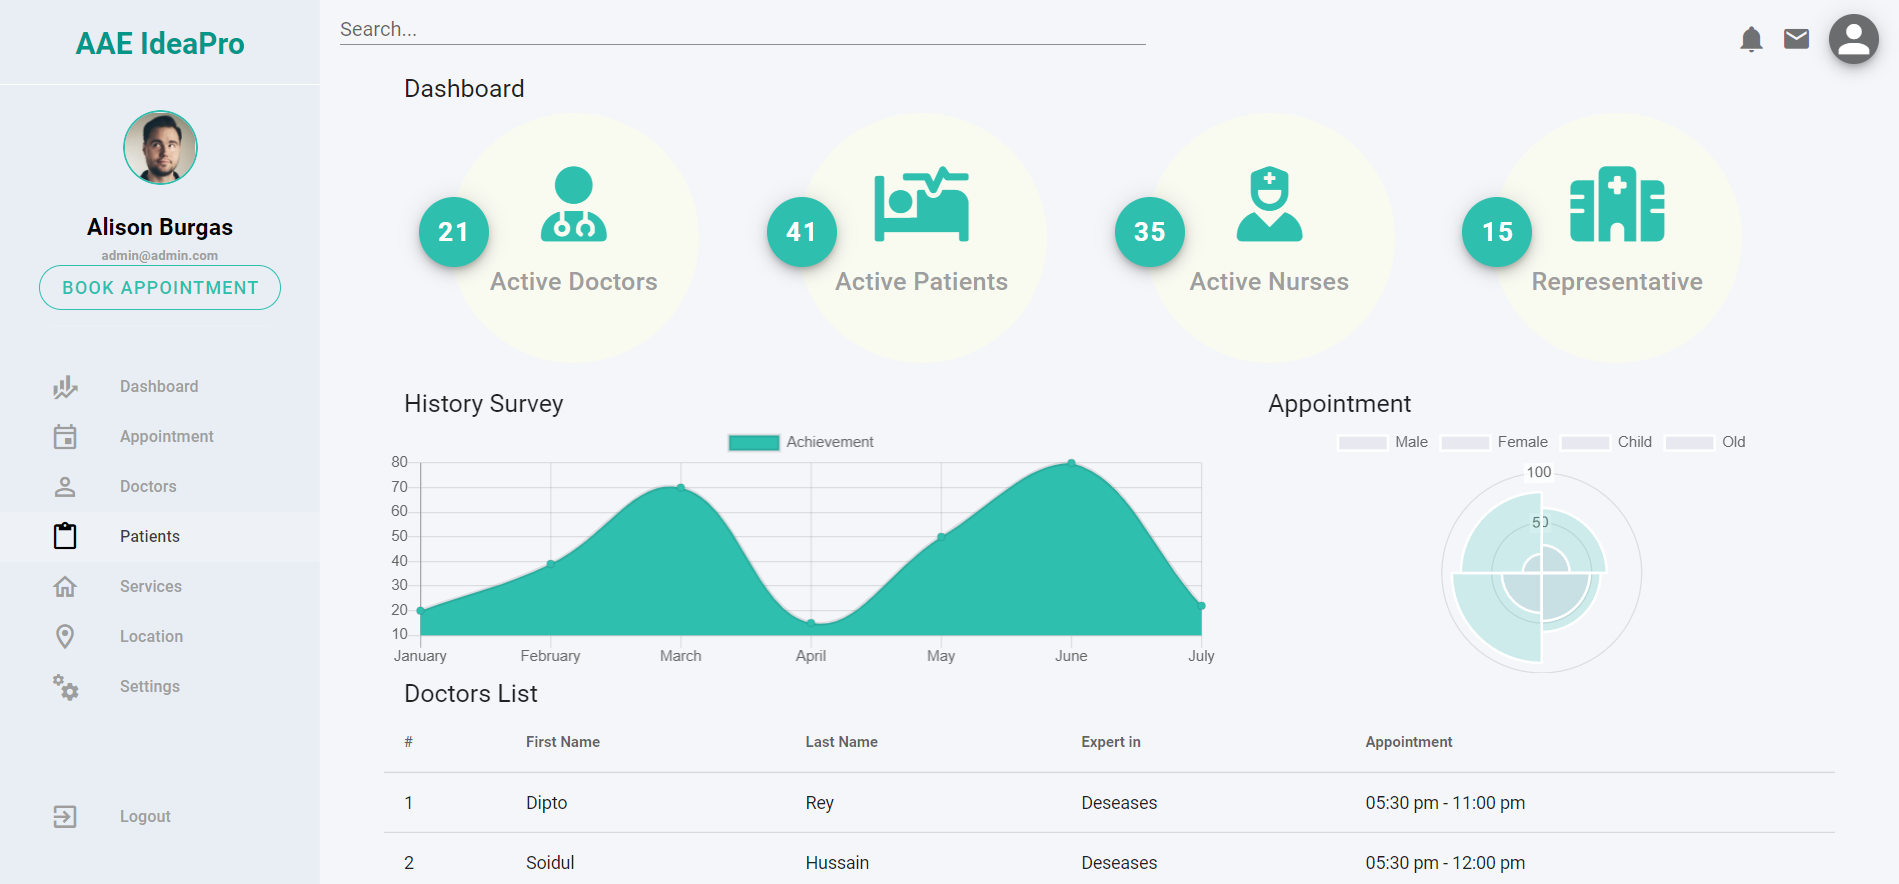 AAE IdeaPro
Alison Burgas
admin@admin.com
BOOK APPOINTMENT
Dashboard
Appointment
Doctors
Patients
Services
Location
Settings
Logout
Search...
Dashboard
21
Active Doctors
41
Active Patients
35
Active Nurses
15
Representative
History Survey
Achievement
80
70
60
50
40
30
20
10
January February March April May June July
Appointment
Male Female Child Old
100
50
Doctors List
# First Name Last Name Expert in Appointment
1 Dipto Rey Deseases 05:30 pm - 11:00 pm
2 Soidul Hussain Deseases 05:30 pm - 12:00 pm